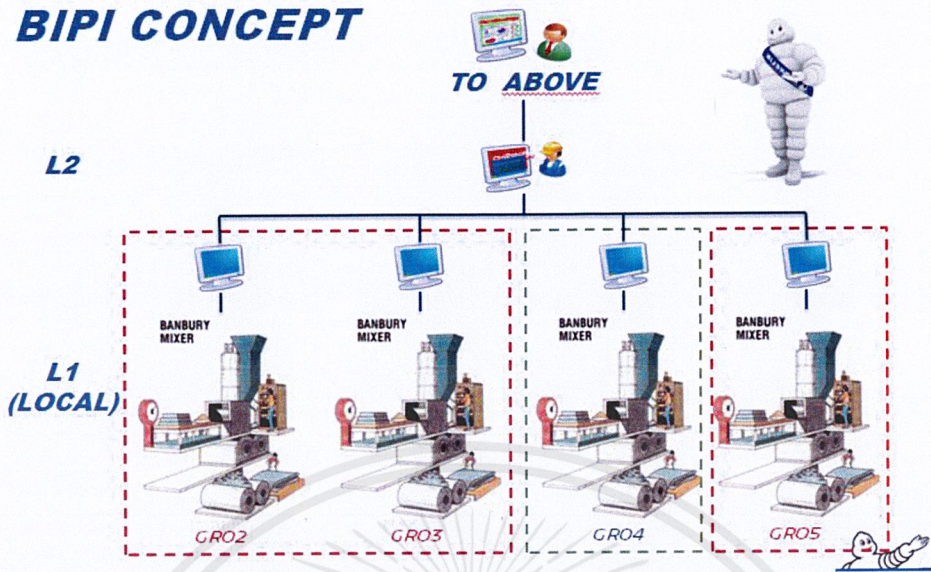 BIPI CONCEPT
TO ABOVE
L2
BANBURY
MIXER
BANBURY
MIXER
BANBURY
MIXER
BANBURY
MIXER
L1
(LOCAL)
GRO2
GRO3
GRO4
GRO5